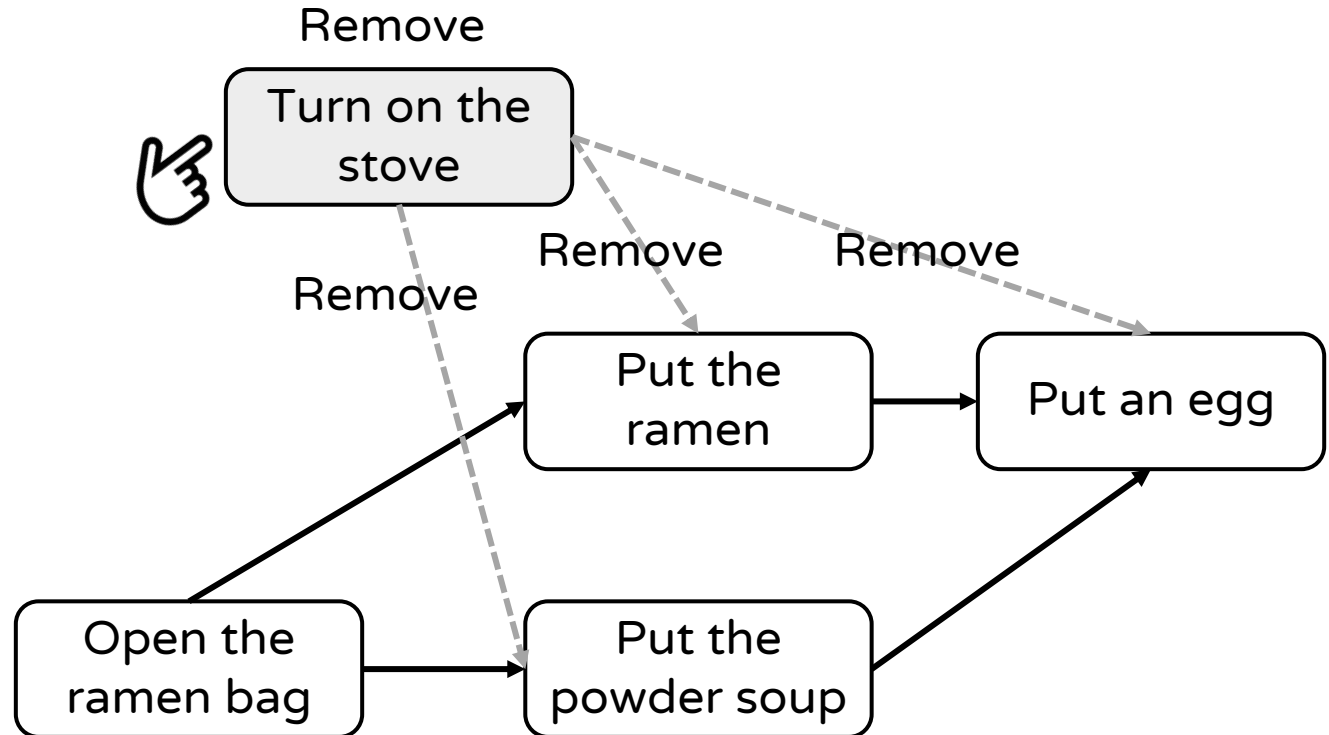 Remove
Turn on the
stove
Remove
Remove
Remove
Put the
ramen
Put an egg
Open the
ramen bag
Put the
powder soup